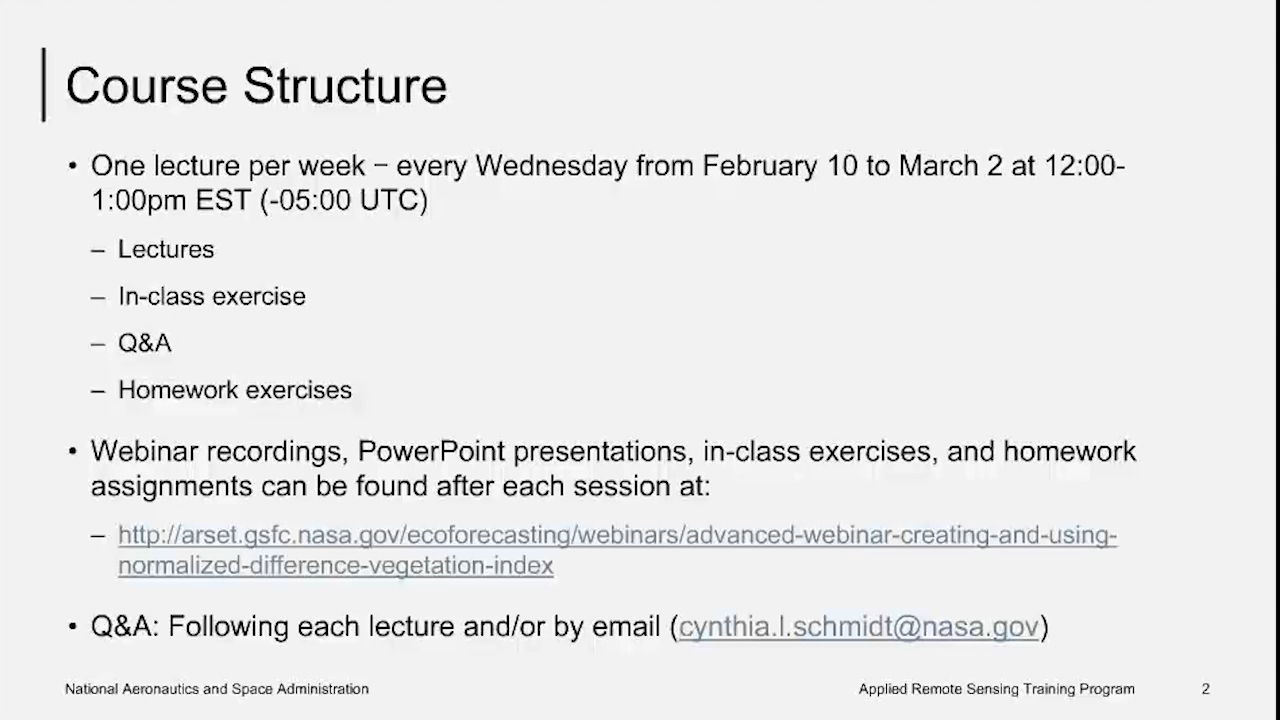 Course Structure
• One lecture per week − every Wednesday from February 10 to March 2 at 12:00-
1:00pm EST (-05:00 UTC)
– Lectures
– In-class exercise
– Q&A
– Homework exercises
• Webinar recordings, PowerPoint presentations, in-class exercises, and homework
assignments can be found after each session at:
– http://arset.gsfc.nasa.gov/ecoforecasting/webinars/advanced-webinar-creating-and-using-
normalized-difference-vegetation-index
• Q&A: Following each lecture and/or by email (cynthia.l.schmidt@nasa.gov)
National Aeronautics and Space Administration
Applied Remote Sensing Training Program
2